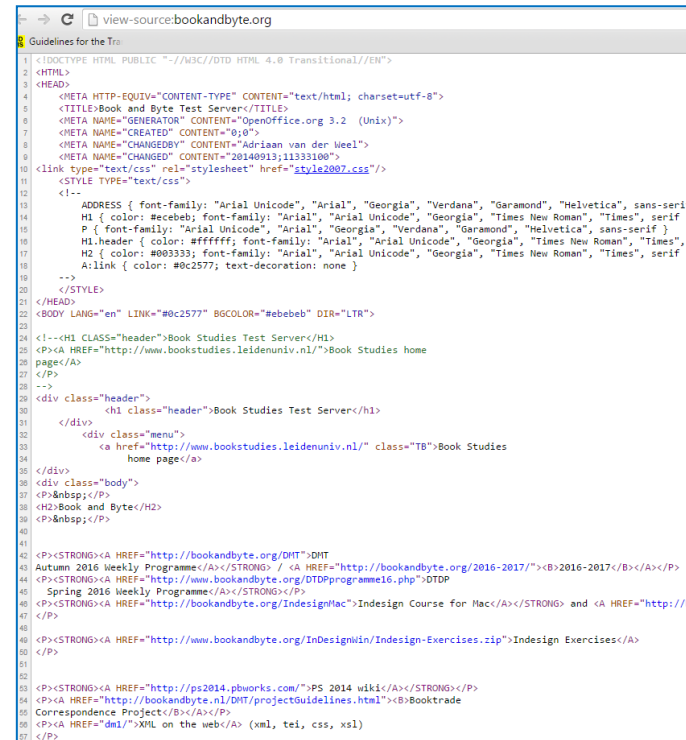 view-source:bookandbyte.org
Guidelines for the Tra
1 <!DOCTYPE HTML PUBLIC "-//W3C//DTD HTML 4.0 Transitional//EN">
2 <HTML>
3 <HEAD>
4 <META HTTP-EQUIV="CONTENT-TYPE" CONTENT="text/html; charset=utf-8">
5 <TITLE>Book and Byte Test Server</TITLE>
6 <META NAME="GENERATOR" CONTENT="OpenOffice.org 3.2  (Unix)">
7 <META NAME="CREATED" CONTENT="0;0">
8 <META NAME="CHANGEDBY" CONTENT="Adriaan van der Weel">
9 <META NAME="CHANGED" CONTENT="20140913;11333100">
10 <link type="text/css" rel="stylesheet" href="style2007.css"/>
11 <STYLE TYPE="text/css">
12 <!--
13 ADDRESS { font-family: "Arial Unicode", "Arial", "Georgia", "Verdana", "Garamond", "Helvetica", sans-seri
14 H1 { color: #ecebeb; font-family: "Arial", "Arial Unicode", "Georgia", "Times New Roman", "Times", serif
15 P { font-family: "Arial Unicode", "Arial", "Georgia", "Verdana", "Garamond", "Helvetica", sans-serif }
16 H1.header { color: #ffffff; font-family: "Arial", "Arial Unicode", "Georgia", "Times New Roman", "Times",
17 H2 { color: #003333; font-family: "Arial", "Arial Unicode", "Georgia", "Times New Roman", "Times", serif
18 A:link { color: #0c2577; text-decoration: none }
19 -->
20 </STYLE>
21 </HEAD>
22 <BODY LANG="en" LINK="#0c2577" BGCOLOR="#ebebeb" DIR="LTR">
23
24 <!--<H1 CLASS="header">Book Studies Test Server</H1>
25 <P><A HREF="http://www.bookstudies.leidenuniv.nl/">Book Studies home
26 page</A>
27 </P>
28 -->
29 <div class="header">
30 <h1 class="header">Book Studies Test Server</h1>
31 </div>
32 <div class="menu">
33 <a href="http://www.bookstudies.leidenuniv.nl/" class="TB">Book Studies
34 home page</a>
35 </div>
36 <div class="body">
37 <P>&nbsp;</P>
38 <H2>Book and Byte</H2>
39 <P>&nbsp;</P>
40
41
42 <P><STRONG><A HREF="http://bookandbyte.org/DMT">DMT
43 Autumn 2016 Weekly Programme</A></STRONG> / <A HREF="http://bookandbyte.org/2016-2017/"><B>2016-2017</B></A></P>
44 <P><STRONG><A HREF="http://www.bookandbyte.org/DTDPprogramme16.php">DTDP
45 Spring 2016 Weekly Programme</A></STRONG></P>
46 <P><STRONG><A HREF="http://www.bookandbyte.org/IndesignMac">Indesign Course for Mac</A></STRONG> and <A HREF="http://
47 </P>
48
49 <P><STRONG><A HREF="http://www.bookandbyte.org/InDesignWin/Indesign-Exercises.zip">Indesign Exercises</A>
50 </P>
51
52
53 <P><STRONG><A HREF="http://ps2014.pbworks.com/">PS 2014 wiki</A></STRONG></P>
54 <P><A HREF="http://bookandbyte.nl/DMT/projectGuidelines.html"><B>Booktrade
55 Correspondence Project</B></A></P>
56 <P><A HREF="dm1/">XML on the web</A> (xml, tei, css, xsl)
57 </P>